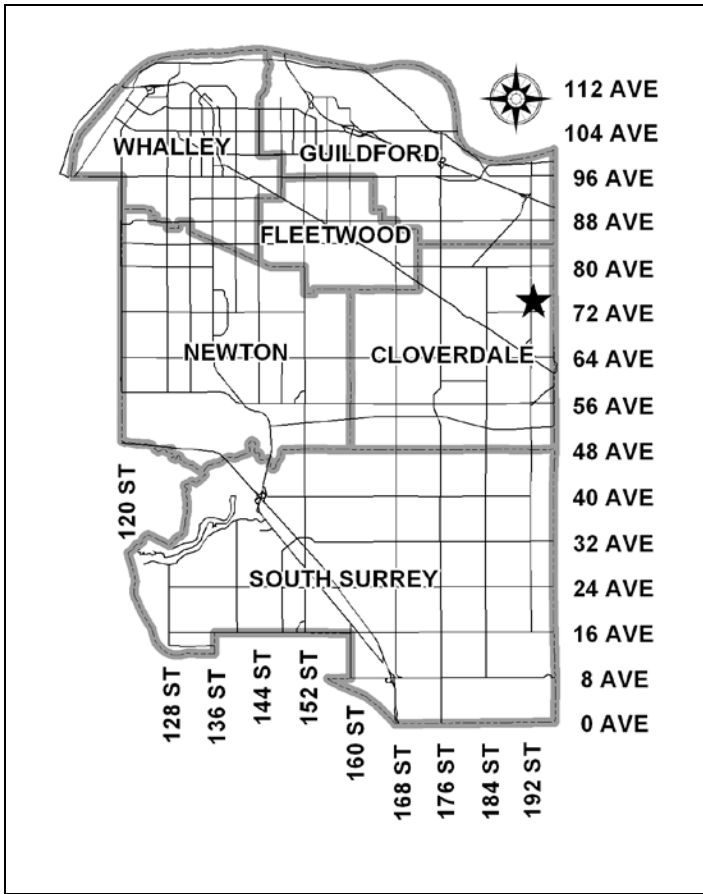 112 AVE
104 AVE
WHALLEY
GUILDFORD
96 AVE
88 AVE
FLEETWOOD
80 AVE
72 AVE
NEWTON
CLOVERDALE
64 AVE
56 AVE
48 AVE
120 ST
40 AVE
32 AVE
SOUTH SURREY
24 AVE
16 AVE
8 AVE
0 AVE
128 ST
136 ST
144 ST
152 ST
160 ST
168 ST
176 ST
184 ST
192 ST